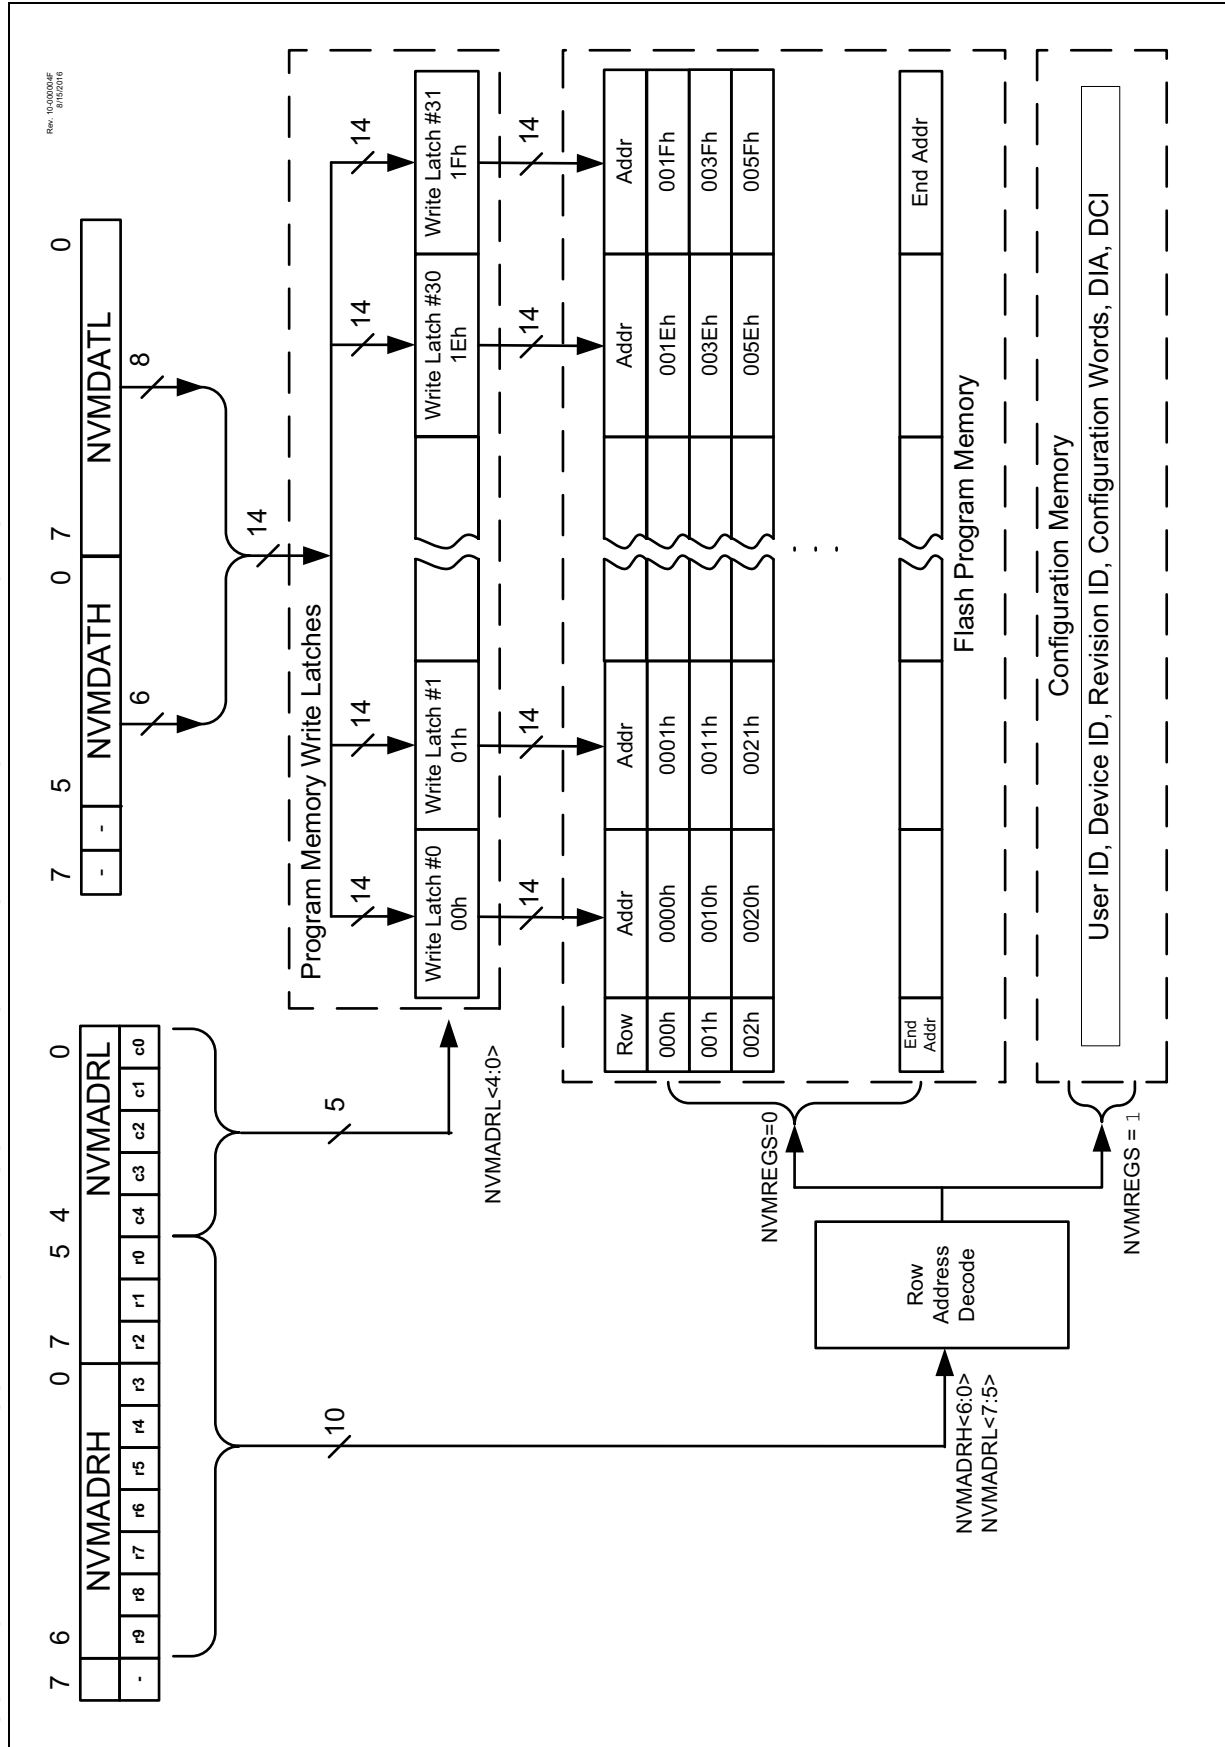 Rev. 10-000004F
8/15/2016
7 6 0 7 5 4 0
NVMADRH NVMADRL
- r9 r8 r7 r6 r5 r4 r3 r2 r1 r0 c4 c3 c2 c1 c0
7 5 0 7 0
- - NVMDATH NVMDATL
6 8
14
10
5
NVMADRL<4:0>
Program Memory Write Latches
14 14 14 14
Write Latch #0 Write Latch #1 Write Latch #30 Write Latch #31
00h 01h 1Eh 1Fh
14 14 14 14
Row Addr Addr Addr Addr
000h 0000h 0001h 001Eh 001Fh
001h 0010h 0011h 003Eh 003Fh
002h 0020h 0021h 005Eh 005Fh
. . . .
End
Addr
End Addr
Flash Program Memory
NVMREGS=0
Row
Address
Decode
NVMADRH<6:0>
NVMADRL<7:5>
NVMREGS = 1
Configuration Memory
User ID, Device ID, Revision ID, Configuration Words, DIA, DCI